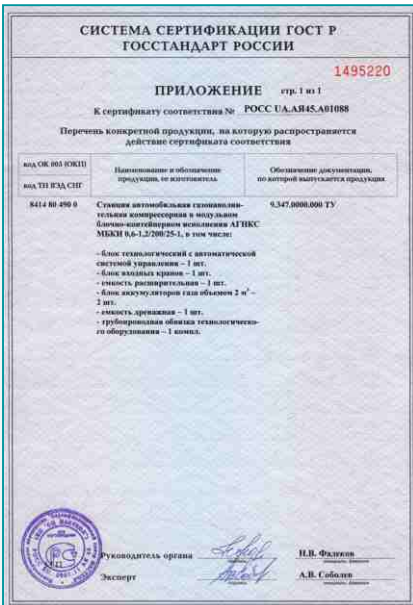 СИСТЕМА СЕРТИФИКАЦИИ ГОСТ Р
ГОССТАНДАРТ РОССИИ
1495220
ПРИЛОЖЕНИЕ стр. 1 из 1
К сертификату соответствия № РОСС UA.АЯ45.А01088
Перечень конкретной продукции, на которую распространяется
действие сертификата соответствия
код ОК 005 (ОКП)
код ТН ВЭД СНГ
Наименование и обозначение
продукции, ее изготовитель
Обозначение документации,
по которой выпускается продукция
8414 80 490 0
Станция автомобильная газонаполни-
тельная компрессорная в модульном
блочно-контейнерном исполнении АГНКС
МБКИ 0,6-1,2/200/25-1, в том числе:
9.347.0000.000 ТУ
- блок технологический с автоматической
системой управления – 1 шт.
- блок входных кранов – 1 шт.
- емкость расширительная – 1 шт.
- блок аккумуляторов газа объемом 2 м³ –
2 шт.
- емкость дренажная – 1 шт.
- трубопроводная обвязка технологическо-
го оборудования – 1 компл.
Руководитель органа
Н.В. Фалеков
Эксперт
А.В. Соболев